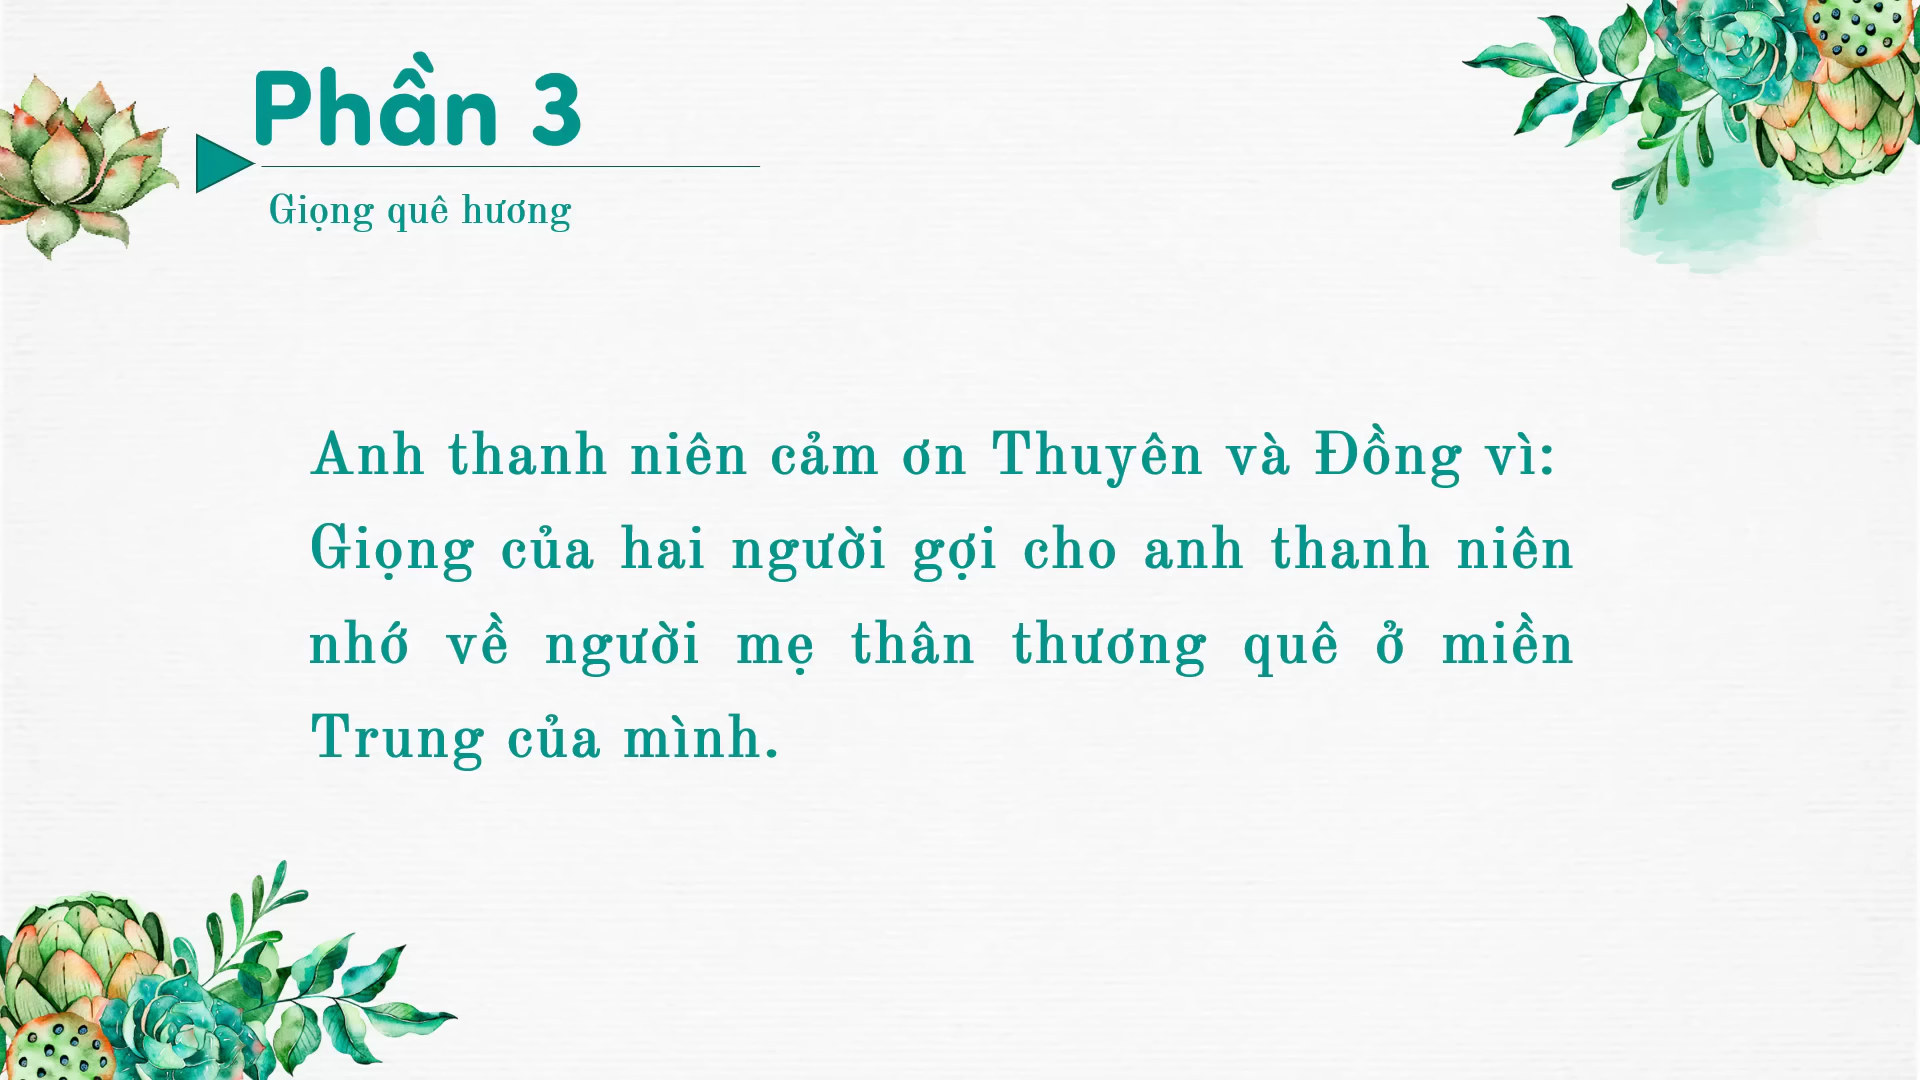 Phần 3
Giọng quê hương
Anh thanh niên cảm ơn Thuyên và Đồng vì:
Giọng của hai người gợi cho anh thanh niên
nhớ về người mẹ thân thương quê ở miền
Trung của mình.